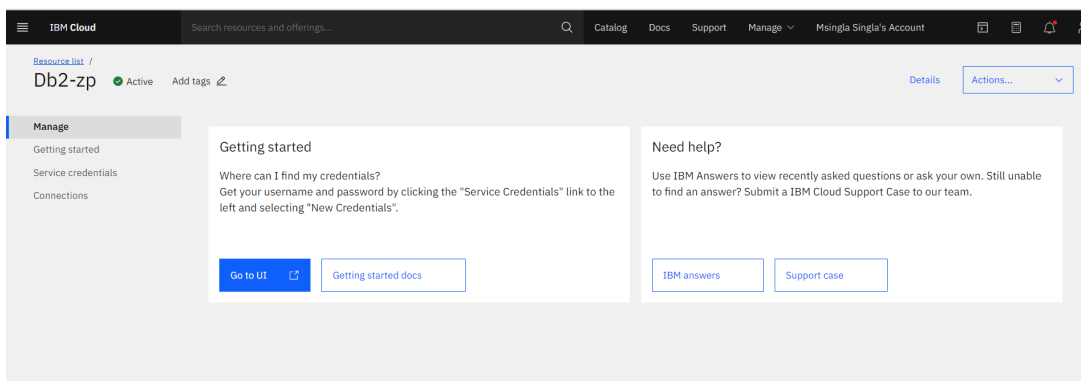 IBM Cloud
Search resources and offerings...
Catalog
Docs
Support
Manage
Msingla Singla's Account
Resource list /
Db2-zp
Active
Add tags
Details
Actions...
Manage
Getting started
Service credentials
Connections
Getting started
Where can I find my credentials?
Get your username and password by clicking the "Service Credentials" link to the
left and selecting "New Credentials".
Go to UI
Getting started docs
Need help?
Use IBM Answers to view recently asked questions or ask your own. Still unable
to find an answer? Submit a IBM Cloud Support Case to our team.
IBM answers
Support case